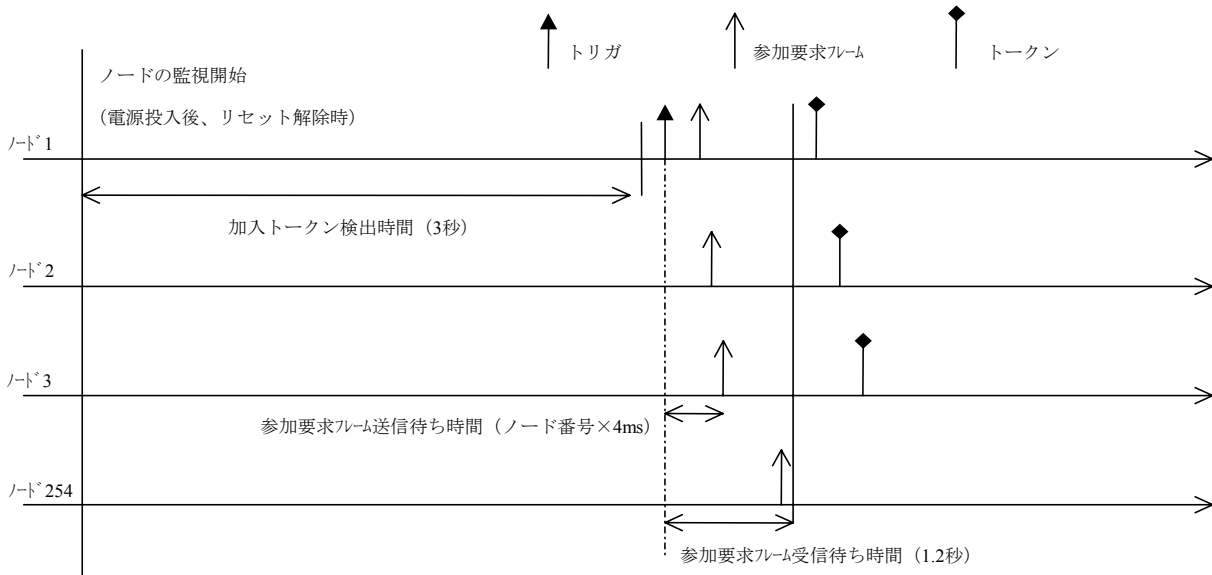 トリガ
参加要求ﾌﾚｰﾑ
トークン
ノードの監視開始
（電源投入後、リセット解除時）
ﾉｰﾄﾞ1
加入トークン検出時間（3秒）
ﾉｰﾄﾞ2
ﾉｰﾄﾞ3
参加要求ﾌﾚｰﾑ送信待ち時間（ノード番号×4ms）
ﾉｰﾄﾞ254
参加要求ﾌﾚｰﾑ受信待ち時間（1.2秒）